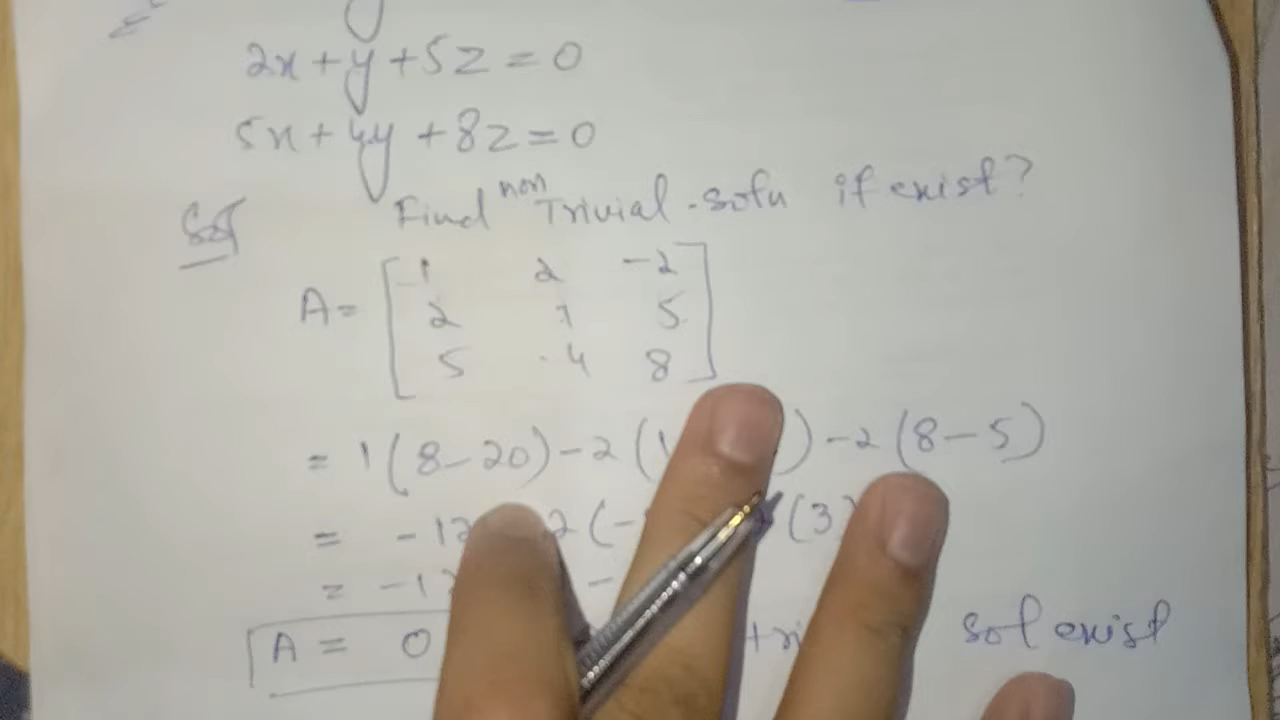 2x+y+5z=0
5x+4y+8z=0
Sol
Find non Trivial soln if exist?
A= [ 1 2 -2
2 1 5
5 4 8 ]
= 1(8-20)-2( )-2(8-5)
= -12 2(- (3)
= -12 -
A= 0 sol exist